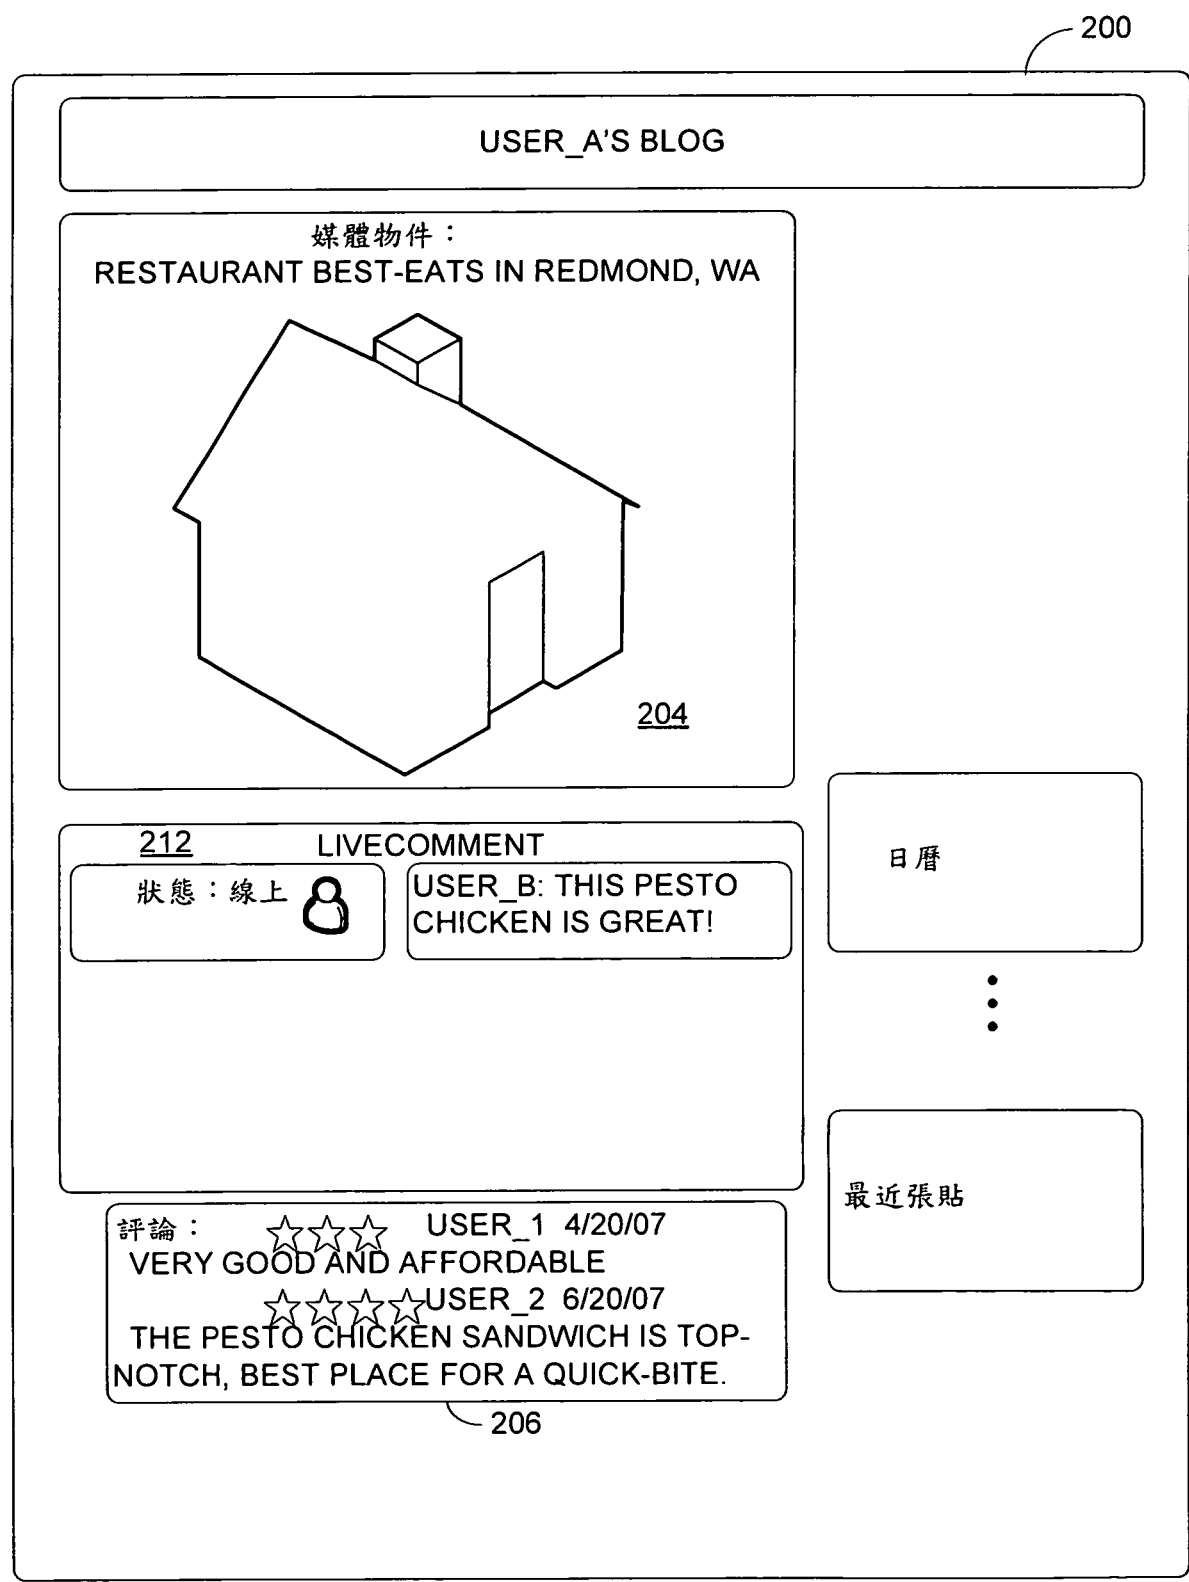 200
USER_A'S BLOG
媒體物件：
RESTAURANT BEST-EATS IN REDMOND, WA
204
212 LIVECOMMENT
狀態：線上
USER_B: THIS PESTO
CHICKEN IS GREAT!
日曆
最近張貼
評論： USER_1 4/20/07
VERY GOOD AND AFFORDABLE
USER_2 6/20/07
THE PESTO CHICKEN SANDWICH IS TOP-
NOTCH, BEST PLACE FOR A QUICK-BITE.
206